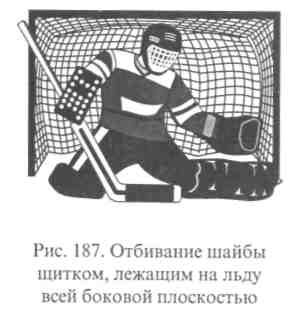 Рис. 187. Отбивание шайбы
щитком, лежащим на льду
всей боковой плоскостью